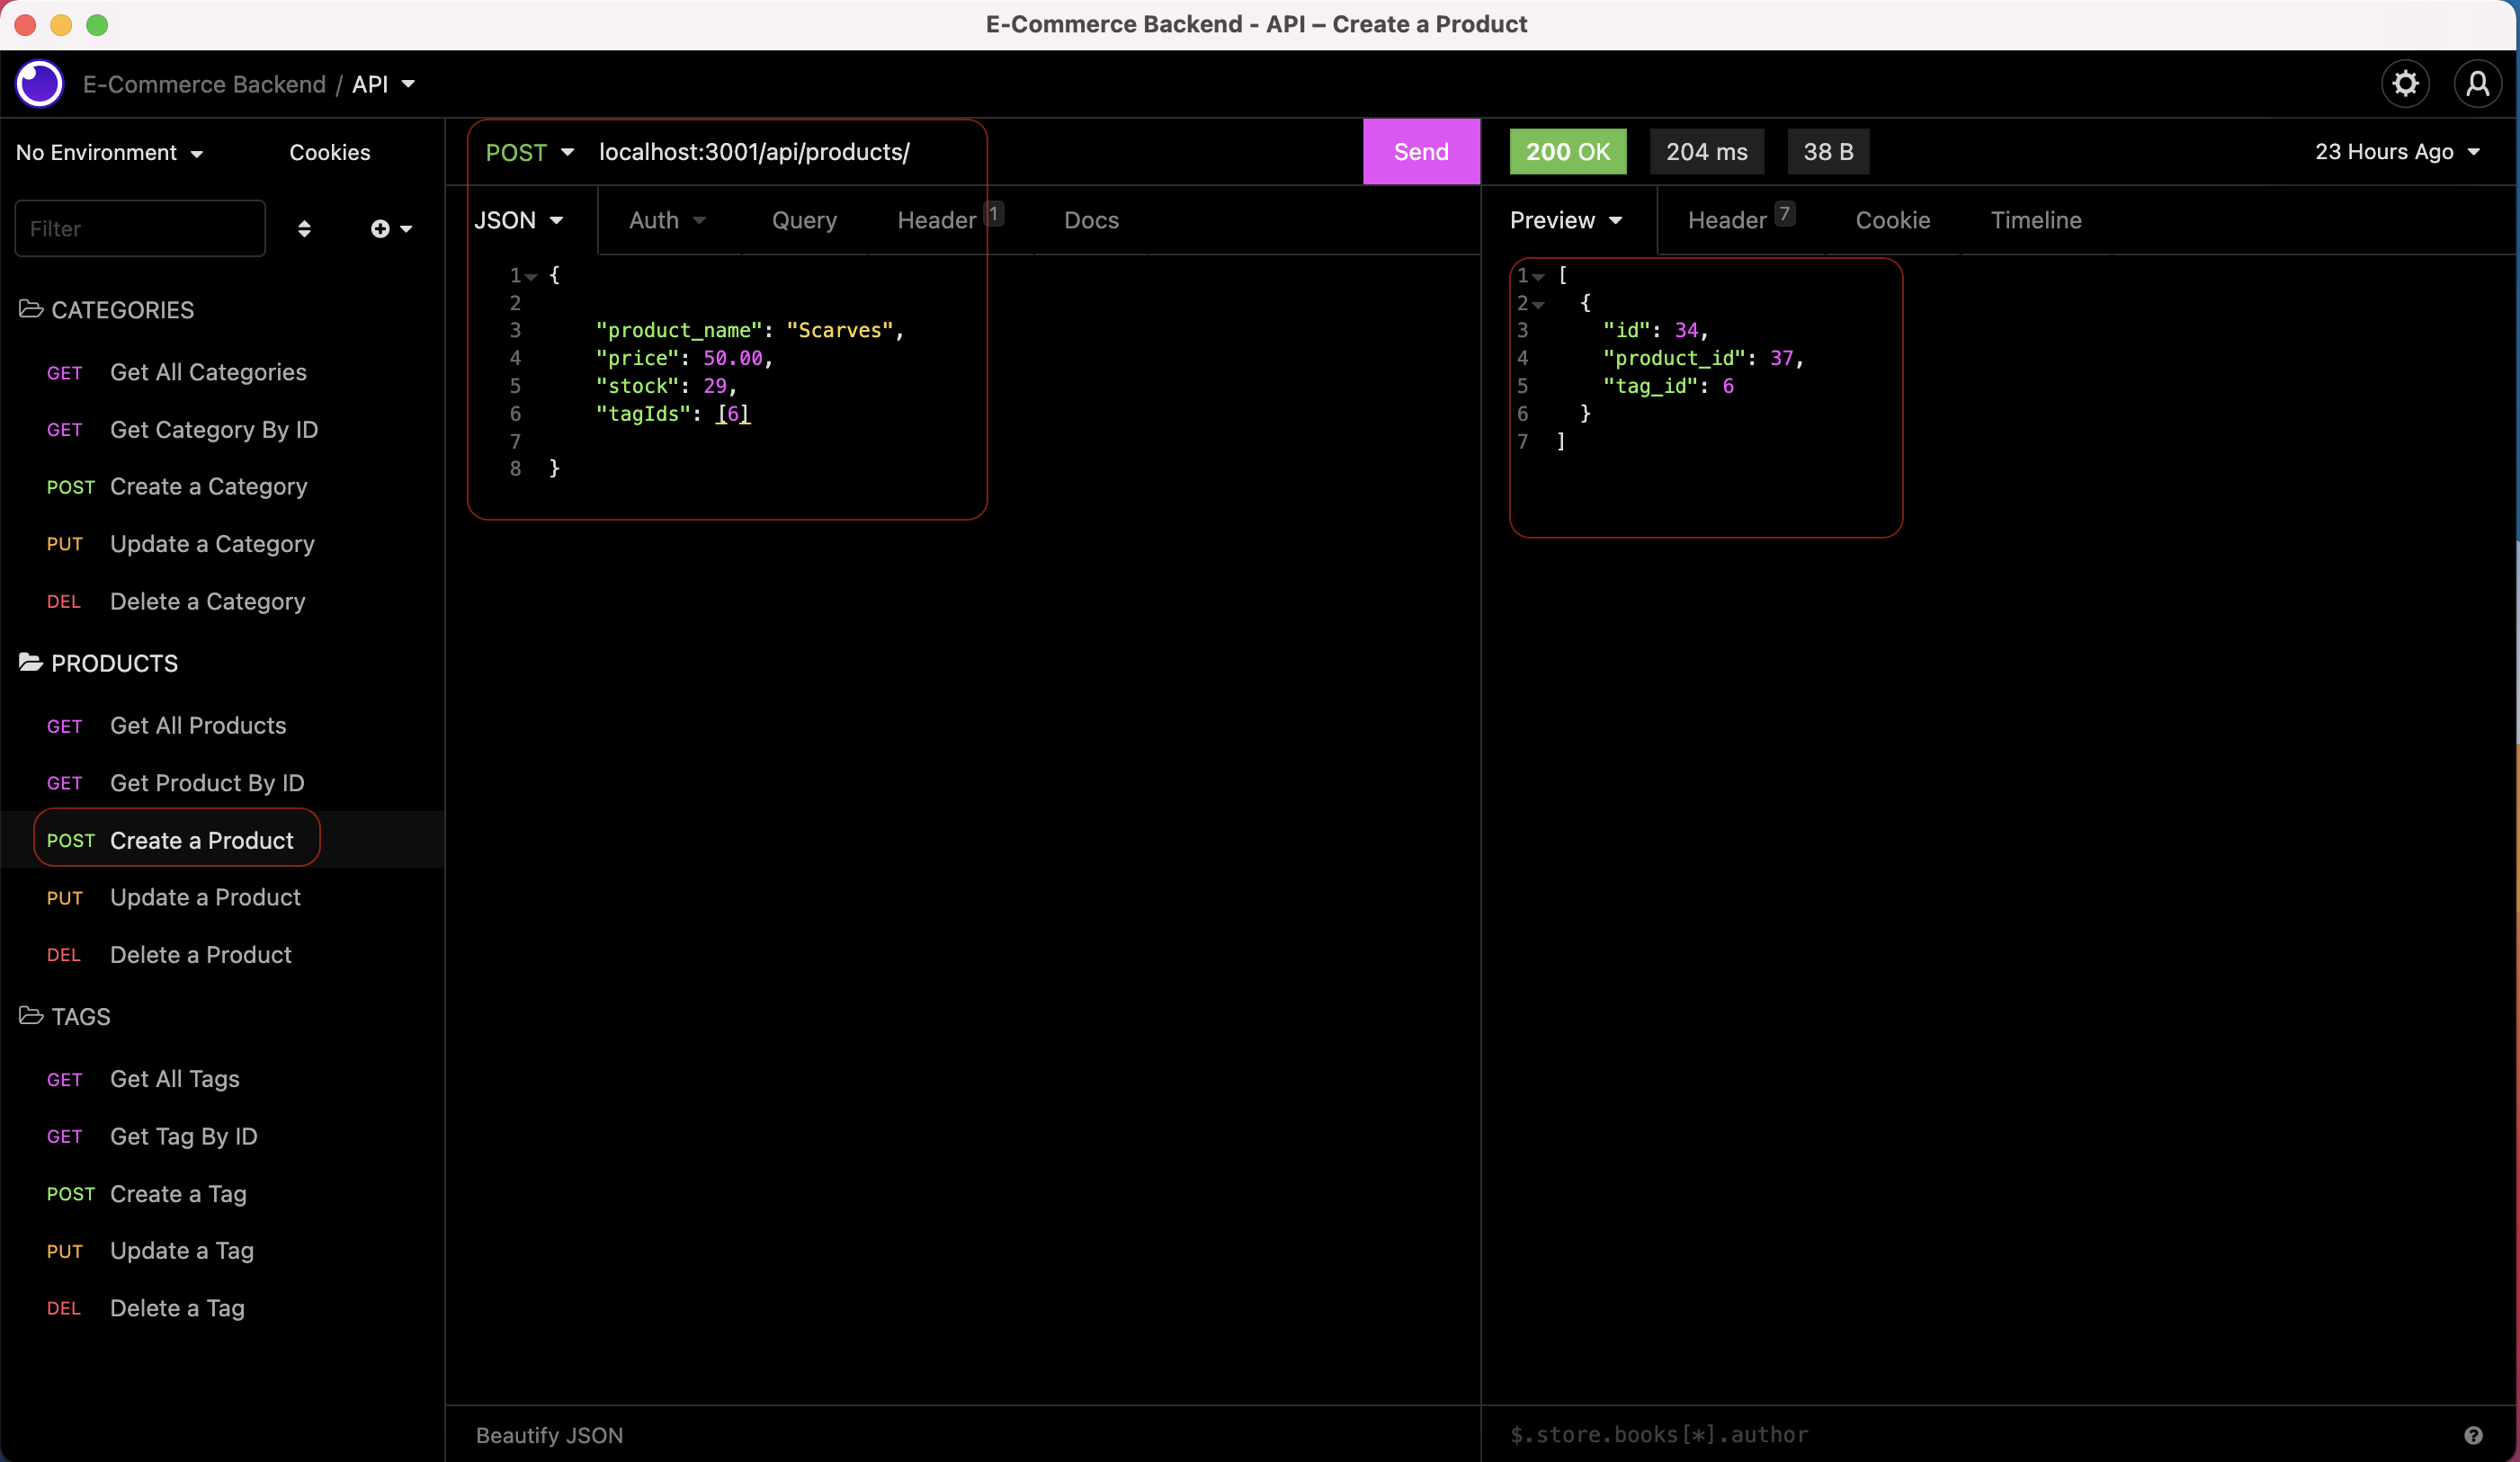 E-Commerce Backend - API – Create a Product
E-Commerce Backend / API
No Environment
Cookies
Filter
CATEGORIES
GET Get All Categories
GET Get Category By ID
POST Create a Category
PUT Update a Category
DEL Delete a Category
PRODUCTS
GET Get All Products
GET Get Product By ID
POST Create a Product
PUT Update a Product
DEL Delete a Product
TAGS
GET Get All Tags
GET Get Tag By ID
POST Create a Tag
PUT Update a Tag
DEL Delete a Tag
POST localhost:3001/api/products/ Send
JSON Auth Query Header 1 Docs
1 {
2
3 "product_name": "Scarves",
4 "price": 50.00,
5 "stock": 29,
6 "tagIds": [6]
7
8 }
Beautify JSON
200 OK 204 ms 38 B 23 Hours Ago
Preview Header 7 Cookie Timeline
1 [
2 {
3 "id": 34,
4 "product_id": 37,
5 "tag_id": 6
6 }
7 ]
$.store.books[*].author
?